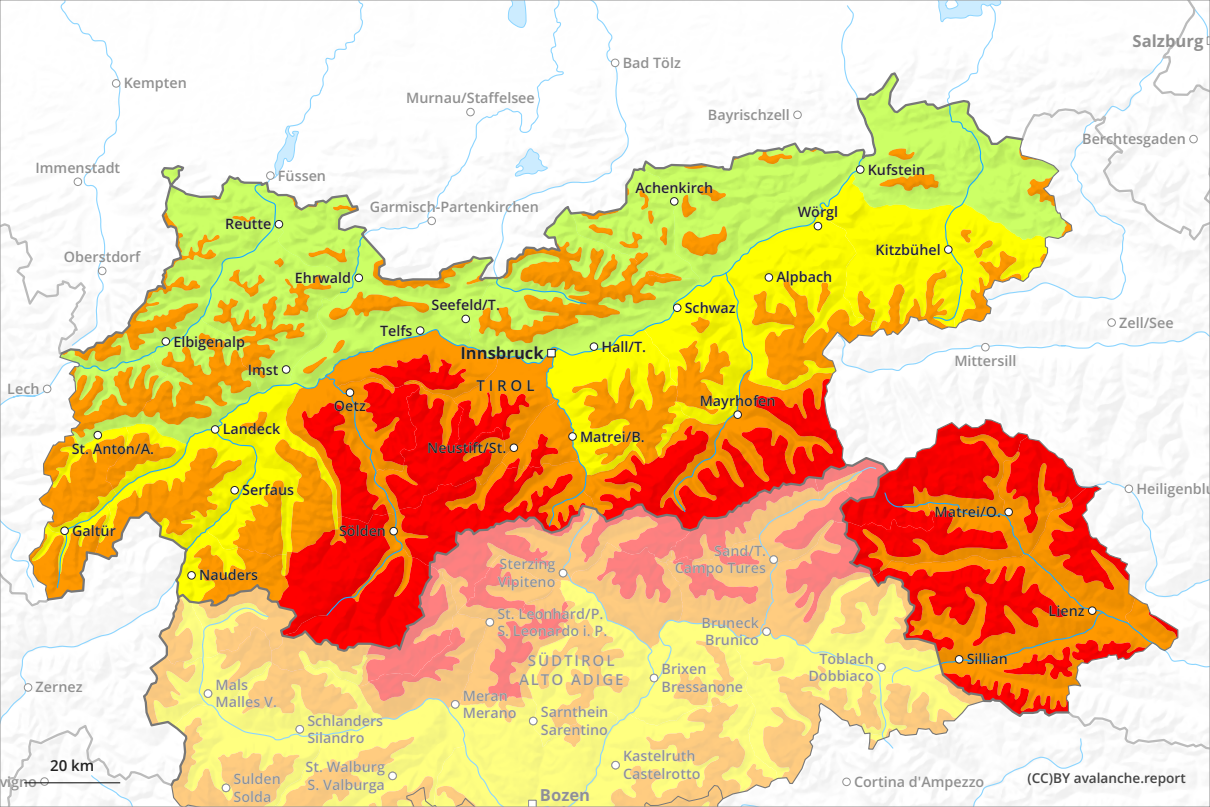 Salzburg
Bad Tölz
Kempten
Murnau/Staffelsee
Bayrischzell
Berchtesgaden
Immenstadt
Füssen
Kufstein
Achenkirch
Garmisch-Partenkirchen
Wörgl
Reutte
Kitzbühel
Oberstdorf
Ehrwald
Alpbach
Seefeld/T.
Schwaz
Zell/See
Telfs
Elbigenalp
Innsbruck
Hall/T.
Mittersill
Imst
TIROL
Lech
Oetz
Mayrhofen
Landeck
Matrei/B.
St. Anton/A.
Neustift/St.
Serfaus
Heiligenblu
Matrei/O.
Galtür
Sölden
Sand/T.
Campo Tures
Sterzing
Vipiteno
Nauders
Lienz
St. Leonhard/P.
S. Leonardo i. P.
Bruneck
Brunico
Sillian
SÜDTIROL
ALTO ADIGE
Toblach
Dobbiaco
Brixen
Bressanone
Zernez
Mals
Malles V.
Meran
Merano
Sarnthein
Sarentino
Schlanders
Silandro
Kastelruth
Castelrotto
St. Walburg
S. Valburga
20 km
vigno
Sulden
Solda
Cortina d'Ampezzo
(CC)BY avalanche.report
Bozen